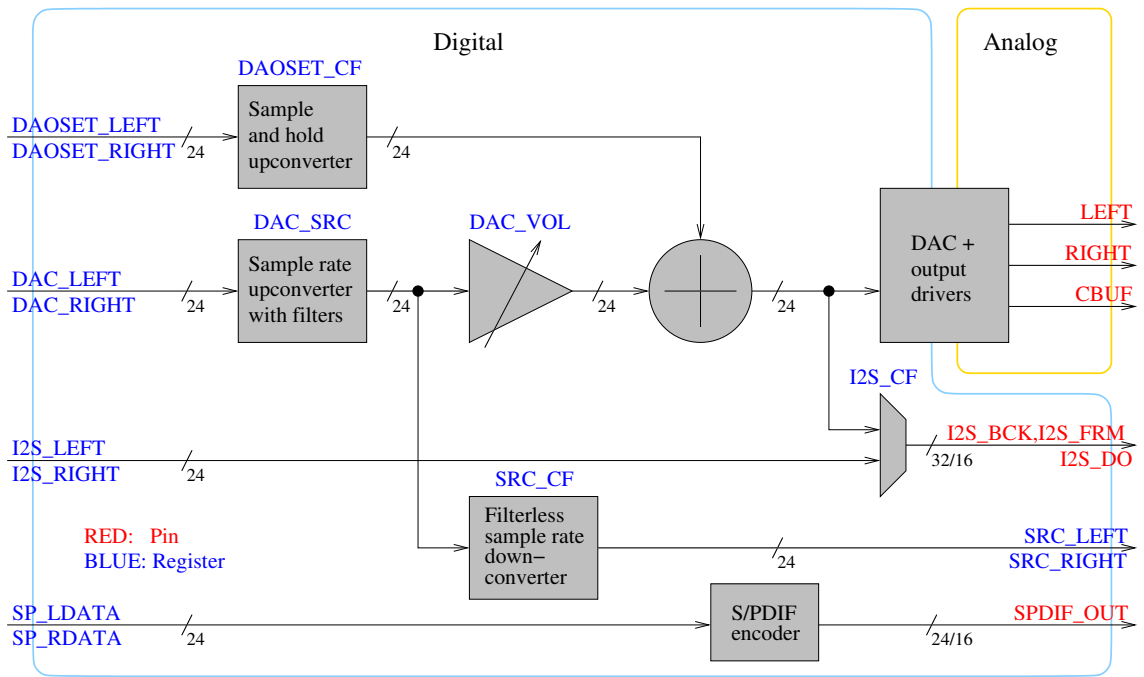 Digital
Analog
DAOSET_CF
DAOSET_LEFT
DAOSET_RIGHT
24
Sample
and hold
upconverter
24
DAC_SRC
DAC_VOL
DAC_LEFT
DAC_RIGHT
24
Sample rate
upconverter
with filters
24
24
24
DAC +
output
drivers
LEFT
RIGHT
CBUF
I2S_CF
I2S_LEFT
I2S_RIGHT
24
32/16
I2S_BCK,I2S_FRM
I2S_DO
SRC_CF
Filterless
sample rate
down−
converter
24
SRC_LEFT
SRC_RIGHT
RED: Pin
BLUE: Register
SP_LDATA
SP_RDATA
24
S/PDIF
encoder
24/16
SPDIF_OUT